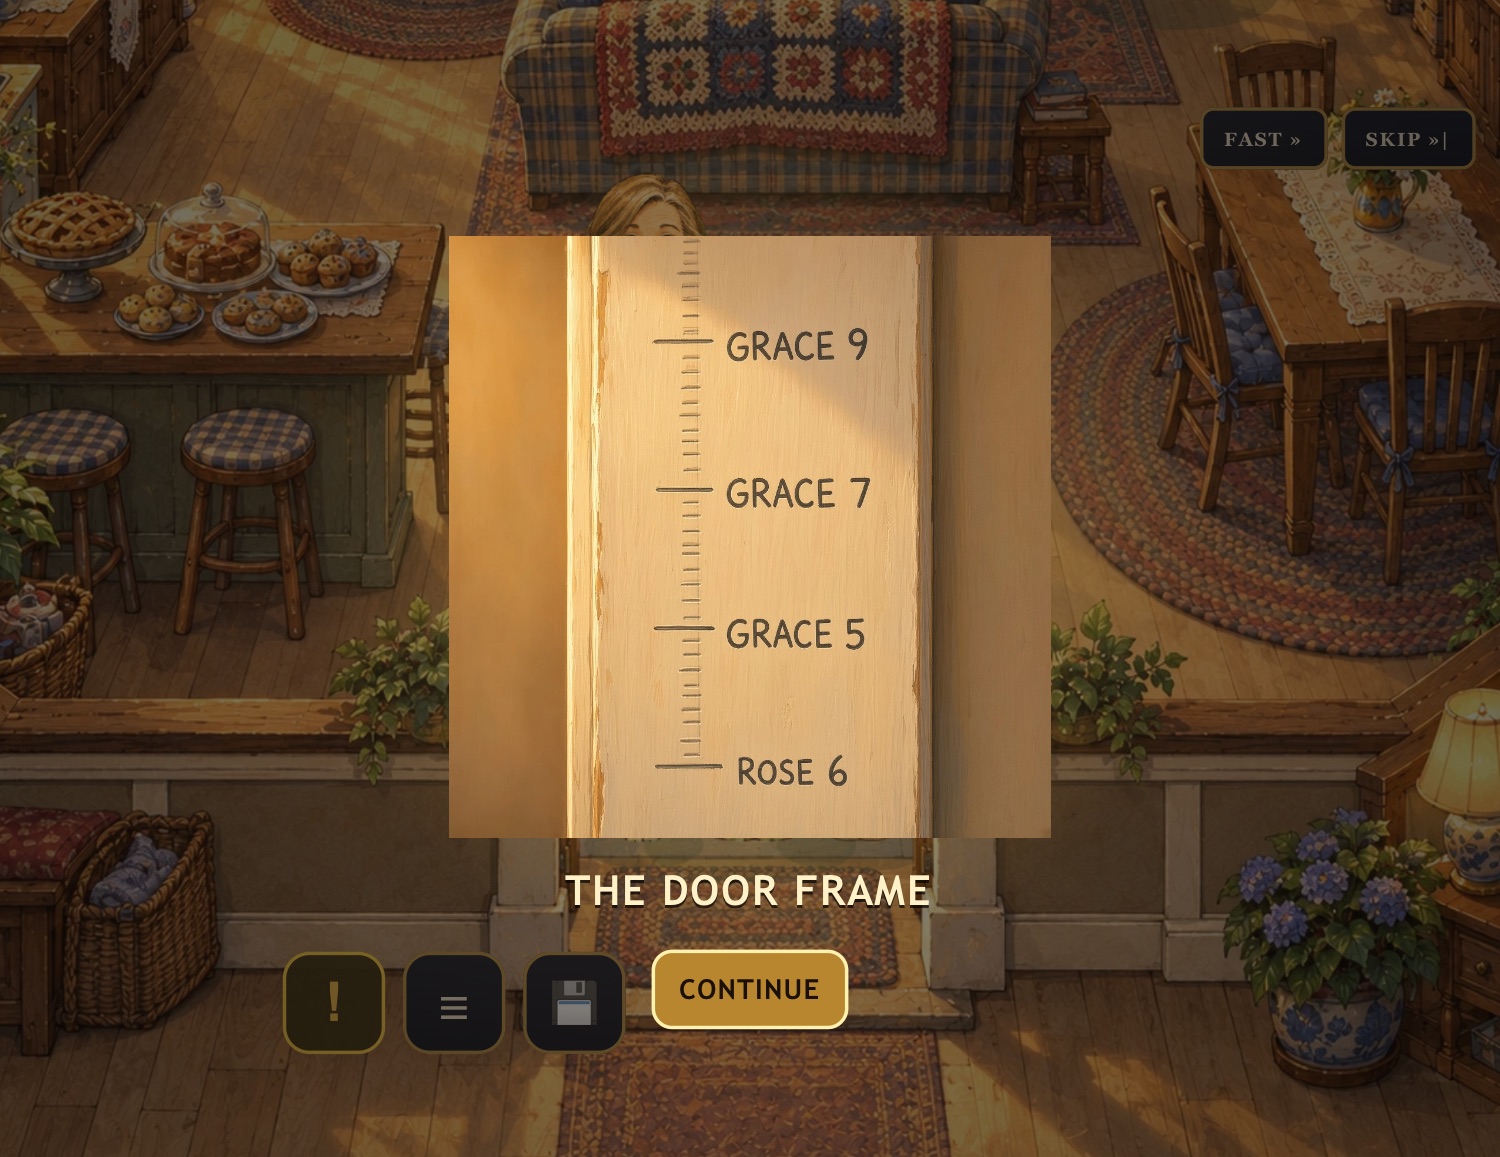 FAST »
SKIP »|
GRACE 9
GRACE 7
GRACE 5
ROSE 6
THE DOOR FRAME
!
CONTINUE